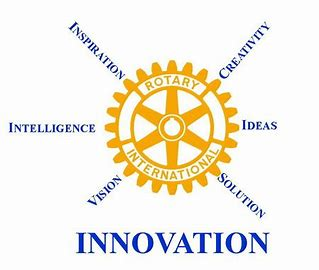 INSPIRATION
CREATIVITY
ROTARY
INTELLIGENCE
IDEAS
INTERNATIONAL
VISION
SOLUTION
INNOVATION